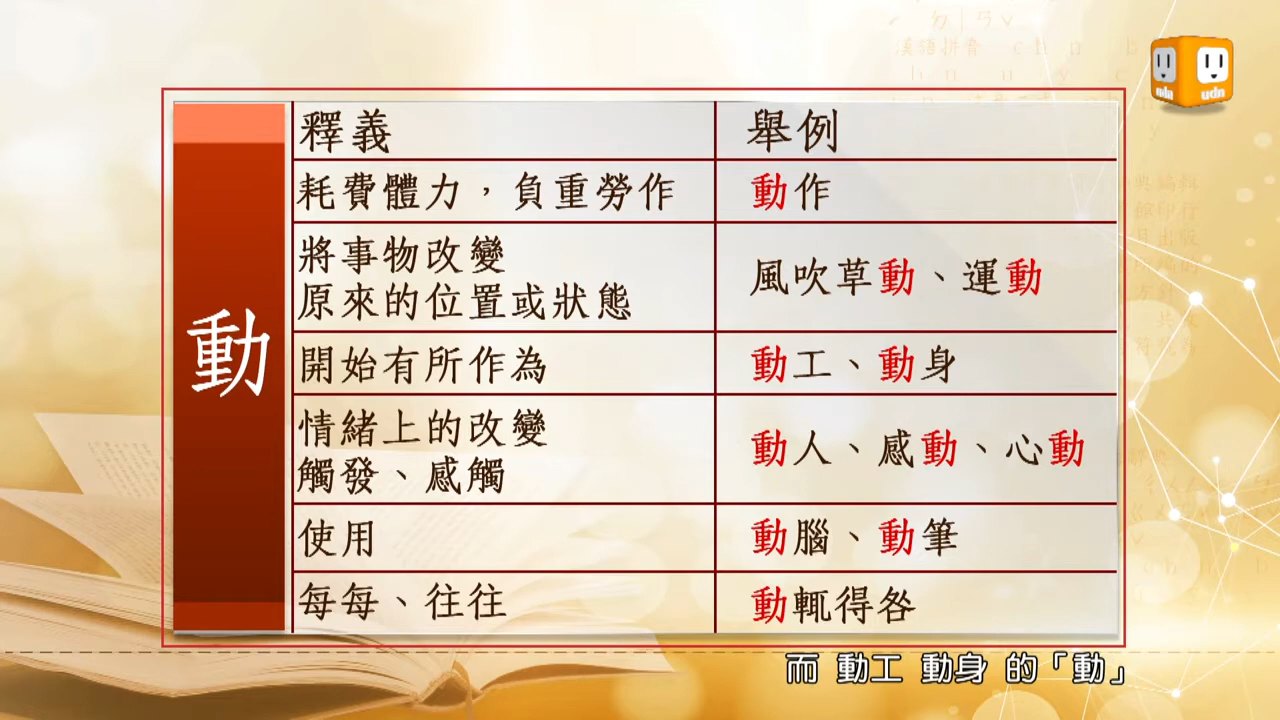 釋義
舉例
動
耗費體力，負重勞作
動作
將事物改變
原來的位置或狀態
風吹草動、運動
開始有所作為
動工、動身
情緒上的改變
觸發、感觸
動人、感動、心動
使用
動腦、動筆
每每、往往
動輒得咎
而 動工 動身 的「動」
udn